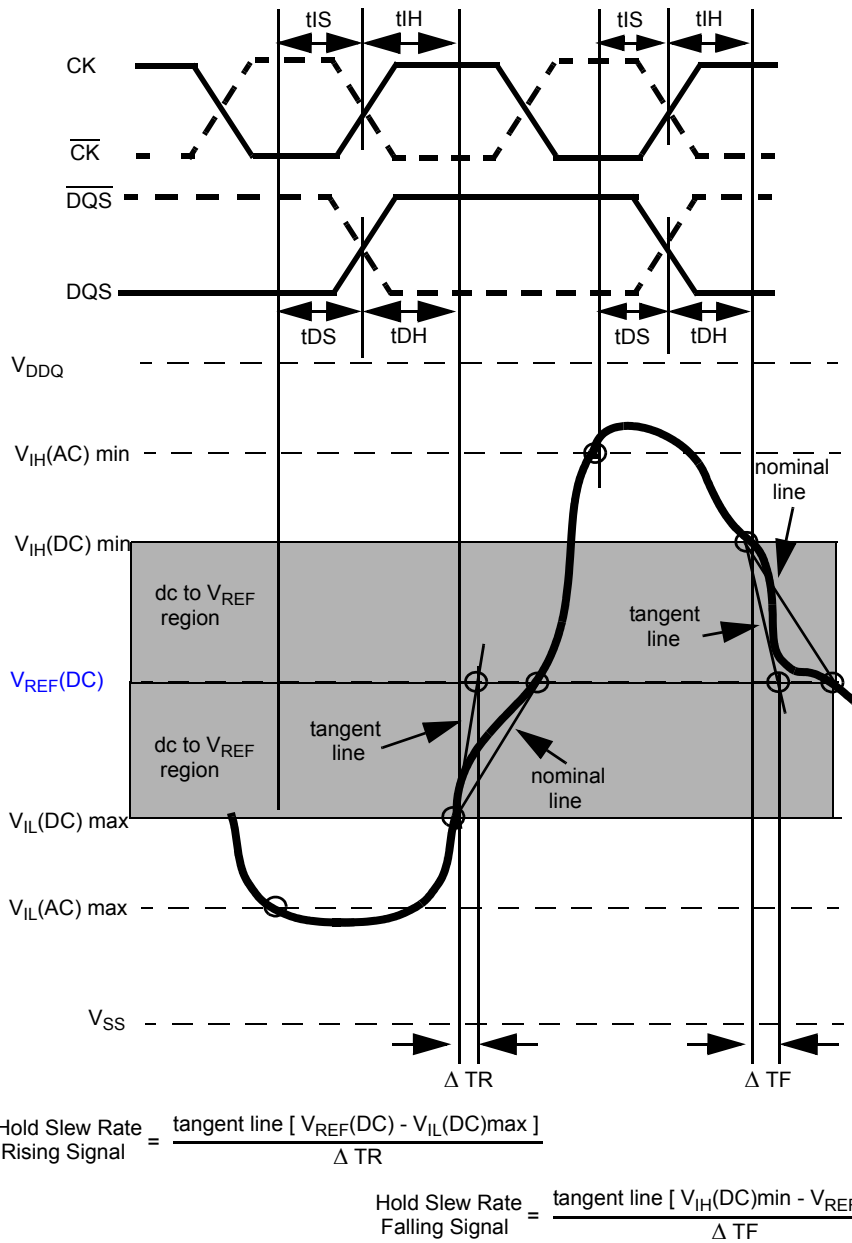 tIS tIH tIS tIH
CK
CK
DQS
DQS
tDS tDH tDS tDH
VDDQ
VIH(AC) min
nominal
line
VIH(DC) min
dc to VREF
region
tangent
line
VREF(DC)
tangent
line
dc to VREF
region
nominal
line
VIL(DC) max
VIL(AC) max
VSS
Δ TR Δ TF
Hold Slew Rate
Rising Signal
=
tangent line [ VREF(DC) - VIL(DC)max ]
Δ TR
Hold Slew Rate
Falling Signal
=
tangent line [ VIH(DC)min - VREF
Δ TF